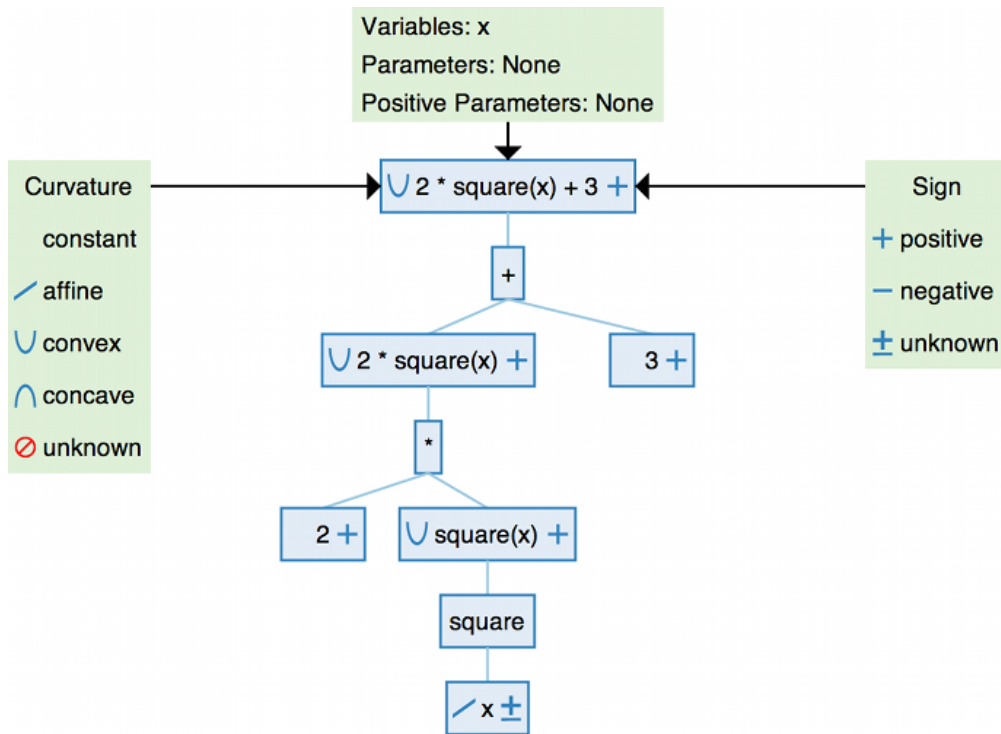 Variables: x
Parameters: None
Positive Parameters: None
Curvature
constant
affine
convex
concave
unknown
∪ 2 * square(x) + 3 +
Sign
+ positive
− negative
± unknown
+
∪ 2 * square(x) +
3 +
*
2 +
∪ square(x) +
square
x ±